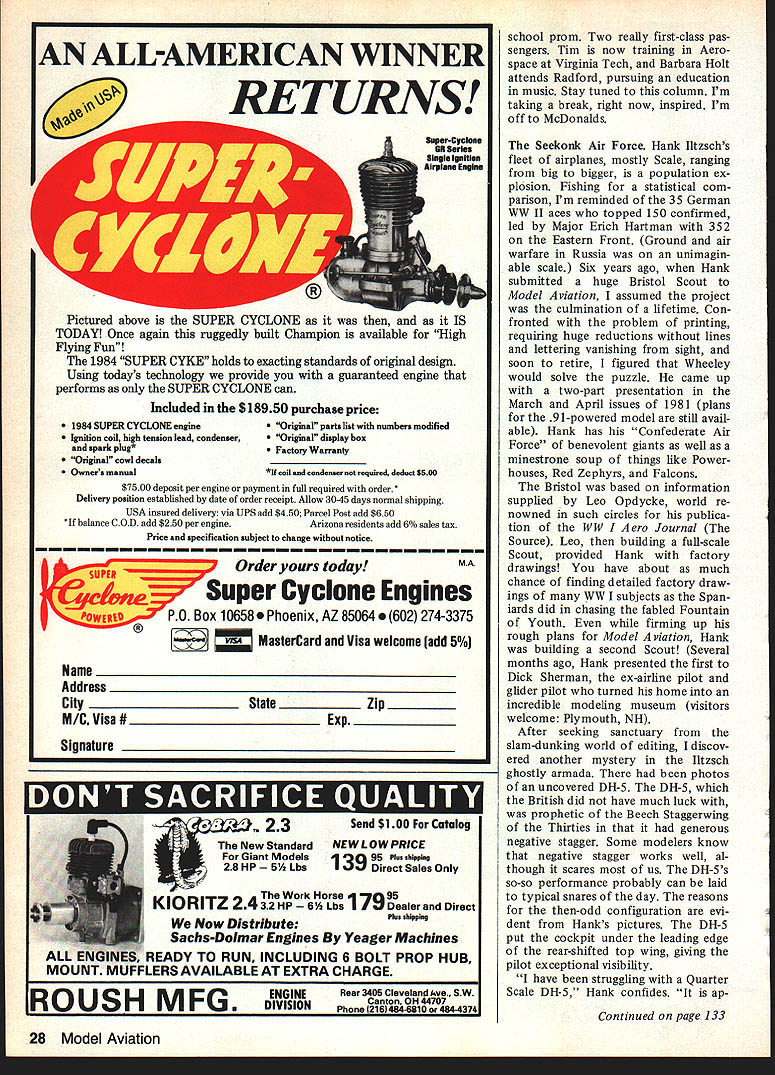 AN ALL-AMERICAN WINNER
RETURNS!
Made in USA
SUPER-
CYCLONE
®
Super-Cyclone
GR Series
Single Ignition
Airplane Engine
Pictured above is the SUPER CYCLONE as it was then, and as it IS
TODAY! Once again this ruggedly built Champion is available for "High
Flying Fun"!
The 1984 "SUPER CYKE" holds to exacting standards of original design.
Using today's technology we provide you with a guaranteed engine that
performs as only the SUPER CYCLONE can.
Included in the $189.50 purchase price:
• 1984 SUPER CYCLONE engine
• Ignition coil, high tension lead, condenser,
and spark plug*
• "Original" cowl decals
• Owner's manual
• "Original" parts list with numbers modified
• "Original" display box
• Factory Warranty
*If coil and condenser not required, deduct $5.00
$75.00 deposit per engine or payment in full required with order.*
Delivery position established by date of order receipt. Allow 30-45 days normal shipping.
USA insured delivery: via UPS add $4.50; Parcel Post add $6.50
*If balance C.O.D. add $2.50 per engine. Arizona residents add 6% sales tax.
Price and specification subject to change without notice.
SUPER
Cyclone
POWERED
®
Order yours today!
M.A.
Super Cyclone Engines
P.O. Box 10658 • Phoenix, AZ 85064 • (602) 274-3375
MasterCard
VISA
MasterCard and Visa welcome (add 5%)
Name
Address
City State Zip
M/C, Visa # Exp.
Signature
DON'T SACRIFICE QUALITY
COBRA™ 2.3
Send $1.00 For Catalog
The New Standard
For Giant Models
2.8 HP — 5½ Lbs
NEW LOW PRICE
139 95 Plus shipping
Direct Sales Only
KIORITZ 2.4 The Work Horse
3.2 HP — 6½ Lbs 179 95
Dealer and Direct
Plus shipping
We Now Distribute:
Sachs-Dolmar Engines By Yeager Machines
ALL ENGINES, READY TO RUN, INCLUDING 6 BOLT PROP HUB,
MOUNT. MUFFLERS AVAILABLE AT EXTRA CHARGE.
ROUSH MFG.
ENGINE
DIVISION
Rear 3405 Cleveland Ave., S.W.
Canton, OH 44707
Phone (216) 484-6810 or 484-4374
28 Model Aviation
school prom. Two really first-class pas-
sengers. Tim is now training in Aero-
space at Virginia Tech, and Barbara Holt
attends Radford, pursuing an education
in music. Stay tuned to this column. I'm
taking a break, right now, inspired. I'm
off to McDonalds.
The Seekonk Air Force. Hank Iltzsch's
fleet of airplanes, mostly Scale, ranging
from big to bigger, is a population ex-
plosion. Fishing for a statistical com-
parison, I'm reminded of the 35 German
WW II aces who topped 150 confirmed,
led by Major Erich Hartman with 352
on the Eastern Front. (Ground and air
warfare in Russia was on an unimagin-
able scale.) Six years ago, when Hank
submitted a huge Bristol Scout to
Model Aviation, I assumed the project
was the culmination of a lifetime. Con-
fronted with the problem of printing,
requiring huge reductions without lines
and lettering vanishing from sight, and
soon to retire, I figured that Wheeley
would solve the puzzle. He came up
with a two-part presentation in the
March and April issues of 1981 (plans
for the .91-powered model are still avail-
able). Hank has his "Confederate Air
Force" of benevolent giants as well as a
minestrone soup of things like Power-
houses, Red Zephyrs, and Falcons.
The Bristol was based on information
supplied by Leo Opdycke, world re-
nowned in such circles for his publica-
tion of the WW I Aero Journal (The
Source). Leo, then building a full-scale
Scout, provided Hank with factory
drawings! You have about as much
chance of finding detailed factory draw-
ings of many WW I subjects as the Span-
iards did in chasing the fabled Fountain
of Youth. Even while firming up his
rough plans for Model Aviation, Hank
was building a second Scout! (Several
months ago, Hank presented the first to
Dick Sherman, the ex-airline pilot and
glider pilot who turned his home into an
incredible modeling museum (visitors
welcome: Plymouth, NH).
After seeking sanctuary from the
slam-dunking world of editing, I discov-
ered another mystery in the Iltzsch
ghostly armada. There had been photos
of an uncovered DH-5. The DH-5, which
the British did not have much luck with,
was prophetic of the Beech Staggerwing
of the Thirties in that it had generous
negative stagger. Some modelers know
that negative stagger works well, al-
though it scares most of us. The DH-5's
so-so performance probably can be laid
to typical snares of the day. The reasons
for the then-odd configuration are evi-
dent from Hank's pictures. The DH-5
put the cockpit under the leading edge
of the rear-shifted top wing, giving the
pilot exceptional visibility.
"I have been struggling with a Quarter
Scale DH-5," Hank confides. "It is ap-
Continued on page 133